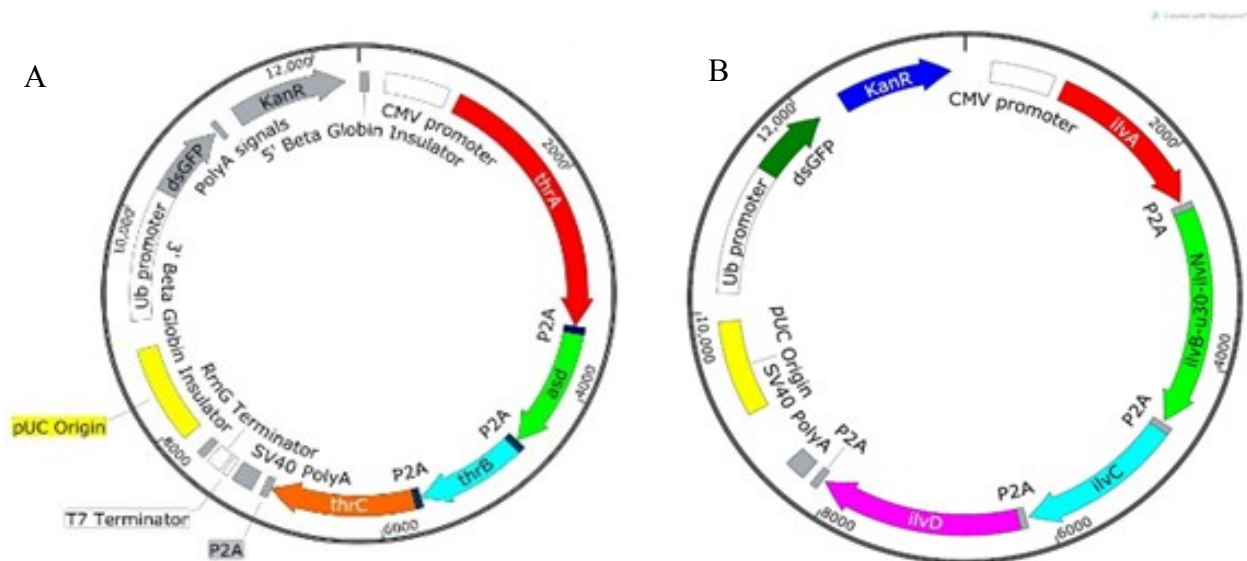 A
12,000
KanR
PolyA signals
dsGFP
Ub promoter
10,000
5' Beta Globin Insulator
CMV promoter
2000
thrA
P2A
asd
4000
P2A
thrB
P2A
thrC
6000
SV40 PolyA
RrnG Terminator
3' Beta Globin Insulator
pUC Origin
8000
T7 Terminator
P2A
B
Created with SnapGene
12,000
KanR
dsGFP
Ub promoter
10,000
CMV promoter
ilvA
2000
P2A
ilvB-u30-ilvN
4000
P2A
ilvC
6000
P2A
ilvD
8000
P2A
SV40 PolyA
pUC Origin